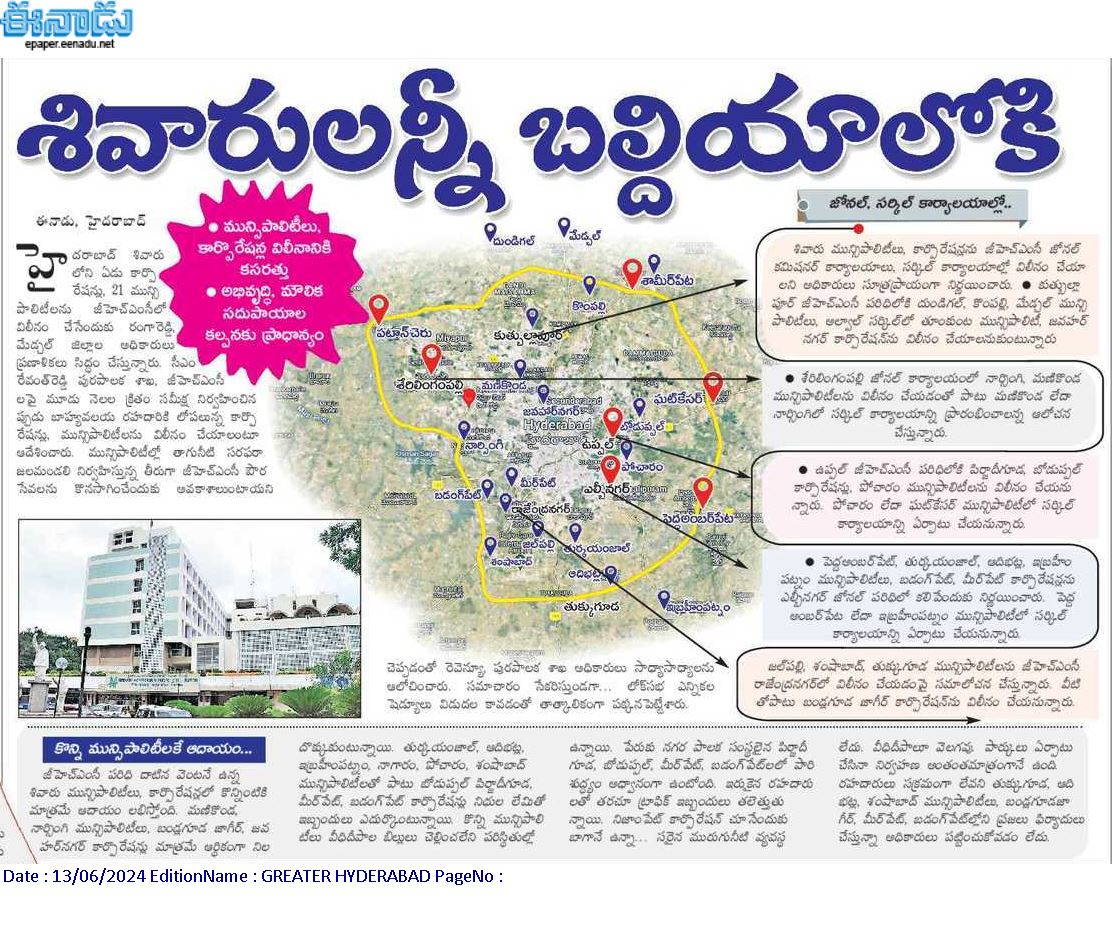 ఈనాడు
epaper.eenadu.net
శివారులన్నీ బల్దియాలోకి
ఈనాడు, హైదరాబాద్
హైదరాబాద్ శివారు
లోని ఏడు కార్పొ
రేషన్లు, 21 మున్సి
పాలిటీలను జీహెచ్ఎంసీలో
విలీనం చేసేందుకు రంగారెడ్డి,
మేడ్చల్ జిల్లాల అధికారులు
ప్రణాళికలు సిద్ధం చేస్తున్నారు. సీఎం
రేవంత్‌రెడ్డి పురపాలక శాఖ, జీహెచ్ఎంసీ
లపై మూడు నెలల క్రితం సమీక్ష నిర్వహించిన
ప్పుడు బాహ్యవలయ రహదారికి లోపలున్న కార్పొ
రేషన్లు, మున్సిపాలిటీలను విలీనం చేయాలంటూ
ఆదేశించారు. మున్సిపాలిటీల్లో తాగునీటి సరఫరా
జలమండలి నిర్వహిస్తున్న తీరుగా జీహెచ్ఎంసీ పౌర
సేవలను కొనసాగించేందుకు అవకాశాలుంటాయని
● మున్సిపాలిటీలు,
కార్పొరేషన్ల విలీనానికి
కసరత్తు
● అభివృద్ధి, మౌలిక
సదుపాయాల
కల్పనకు ప్రాధాన్యం
దుండిగల్
మేడ్చల్
శామీర్‌పేట
కొంపల్లి
పటాన్‌చెరు
కుత్బుల్లాపూర్
Miyapur
శేరిలింగంపల్లి
మణికొండ
Secunderabad
జవహర్‌నగర్
ఘట్‌కేసర్
Hyderabad
బోడుప్పల్
ఉప్పల్
నార్సింగి
Osman Sagar
పోచారం
ఎల్బీనగర్
మీర్‌పేట్
బడంగ్‌పేట్
పెద్దఅంబర్‌పేట
రాజేంద్రనగర్
జల్‌పల్లి
తుర్కయంజాల్
శంషాబాద్
ఆదిభట్ల
తుక్కుగూడ
ఇబ్రహీంపట్నం
చెప్పడంతో రెవెన్యూ, పురపాలక శాఖ అధికారులు సాధ్యాసాధ్యాలను
ఆలోచించారు. సమాచారం సేకరిస్తుండగా... లోక్‌సభ ఎన్నికల
షెడ్యూలు విడుదల కావడంతో తాత్కాలికంగా పక్కనపెట్టేశారు.
జోనల్, సర్కిల్ కార్యాలయాల్లో..
శివారు మున్సిపాలిటీలు, కార్పొరేషన్లను జీహెచ్ఎంసీ జోనల్
కమిషనర్ కార్యాలయాలు, సర్కిల్ కార్యాలయాల్లో విలీనం చేయా
లని అధికారులు సూత్రప్రాయంగా నిర్ణయించారు. ● కుత్బుల్లా
పూర్ జీహెచ్ఎంసీ పరిధిలోకి దుండిగల్, కొంపల్లి, మేడ్చల్ మున్సి
పాలిటీలు, అల్వాల్ సర్కిల్‌లో తూంకుంట మున్సిపాలిటీ, జవహర్
నగర్ కార్పొరేషన్‌ను విలీనం చేయాలనుకుంటున్నారు
● శేరిలింగంపల్లి జోనల్ కార్యాలయంలో నార్సింగి, మణికొండ
మున్సిపాలిటీలను విలీనం చేయడంతో పాటు మణికొండ లేదా
నార్సింగిలో సర్కిల్ కార్యాలయాన్ని ప్రారంభించాలన్న ఆలోచన
చేస్తున్నారు.
● ఉప్పల్ జీహెచ్ఎంసీ పరిధిలోకి పీర్జాదీగూడ, బోడుప్పల్
కార్పొరేషన్లు, పోచారం మున్సిపాలిటీలను విలీనం చేయను
న్నారు. పోచారం లేదా ఘట్‌కేసర్ మున్సిపాలిటీలో సర్కిల్
కార్యాలయాన్ని ఏర్పాటు చేయనున్నారు.
● పెద్దఅంబర్‌పేట్, తుర్కయంజాల్, ఆదిభట్ల, ఇబ్రహీం
పట్నం మున్సిపాలిటీలు, బడంగ్‌పేట్, మీర్‌పేట్ కార్పొరేషన్లను
ఎల్బీనగర్ జోనల్ పరిధిలో కలిపేందుకు నిర్ణయించారు. పెద్ద
అంబర్‌పేట లేదా ఇబ్రహీంపట్నం మున్సిపాలిటీలో సర్కిల్
కార్యాలయాన్ని ఏర్పాటు చేయనున్నారు.
జల్‌పల్లి, శంషాబాద్, తుక్కుగూడ మున్సిపాలిటీలను జీహెచ్ఎంసీ
రాజేంద్రనగర్‌లో విలీనం చేయడంపై సమాలోచన చేస్తున్నారు. వీటి
తోపాటు బండ్లగూడ జాగీర్ కార్పొరేషన్‌ను విలీనం చేయనున్నారు.
కొన్ని మున్సిపాలిటీలకే ఆదాయం...
జీహెచ్ఎంసీ పరిధి దాటిన వెంటనే ఉన్న
శివారు మున్సిపాలిటీలు, కార్పొరేషన్లలో కొన్నింటికి
మాత్రమే ఆదాయం లభిస్తోంది. మణికొండ,
నార్సింగి మున్సిపాలిటీలు, బండ్లగూడ జాగీర్, జవ
హర్‌నగర్ కార్పొరేషన్లు మాత్రమే ఆర్థికంగా నిల
దొక్కుకుంటున్నాయి. తుర్కయంజాల్, ఆదిభట్ల,
ఇబ్రహీంపట్నం, నాగారం, పోచారం, శంషాబాద్
మున్సిపాలిటీలతో పాటు బోడుప్పల్ పీర్జాదీగూడ,
మీర్‌పేట్, బడంగ్‌పేట్ కార్పొరేషన్లు నిధుల లేమితో
ఇబ్బందులు ఎదుర్కొంటున్నాయి. కొన్ని మున్సిపాలి
టీలు వీధిదీపాల బిల్లులు చెల్లించలేని పరిస్థితుల్లో
ఉన్నాయి. పేరుకు నగర పాలక సంస్థలైన పీర్జాదీ
గూడ, బోడుప్పల్, మీర్‌పేట్, బడంగ్‌పేట్‌లలో పారి
శుద్ధ్యం అధ్వానంగా ఉంటోంది. ఇరుకైన రహదారు
లతో తరచూ ట్రాఫిక్ ఇబ్బందులు తలెత్తుతు
న్నాయి. నిజాంపేట్ కార్పొరేషన్ చూసేందుకు
బాగానే ఉన్నా... సరైన మురుగునీటి వ్యవస్థ
లేదు. వీధిదీపాలూ వెలగవు. పార్కులు ఏర్పాటు
చేసినా నిర్వహణ అంతంతమాత్రంగానే ఉంది.
రహదారులు సక్రమంగా లేవని తుక్కుగూడ, ఆది
భట్ల, శంషాబాద్ మున్సిపాలిటీలు, బండ్లగూడజా
గీర్, మీర్‌పేట్, బడంగ్‌పేట్‌ల్లోని ప్రజలు ఫిర్యాదులు
చేస్తున్నా అధికారులు పట్టించుకోవడం లేదు.
Date : 13/06/2024 EditionName : GREATER HYDERABAD PageNo :